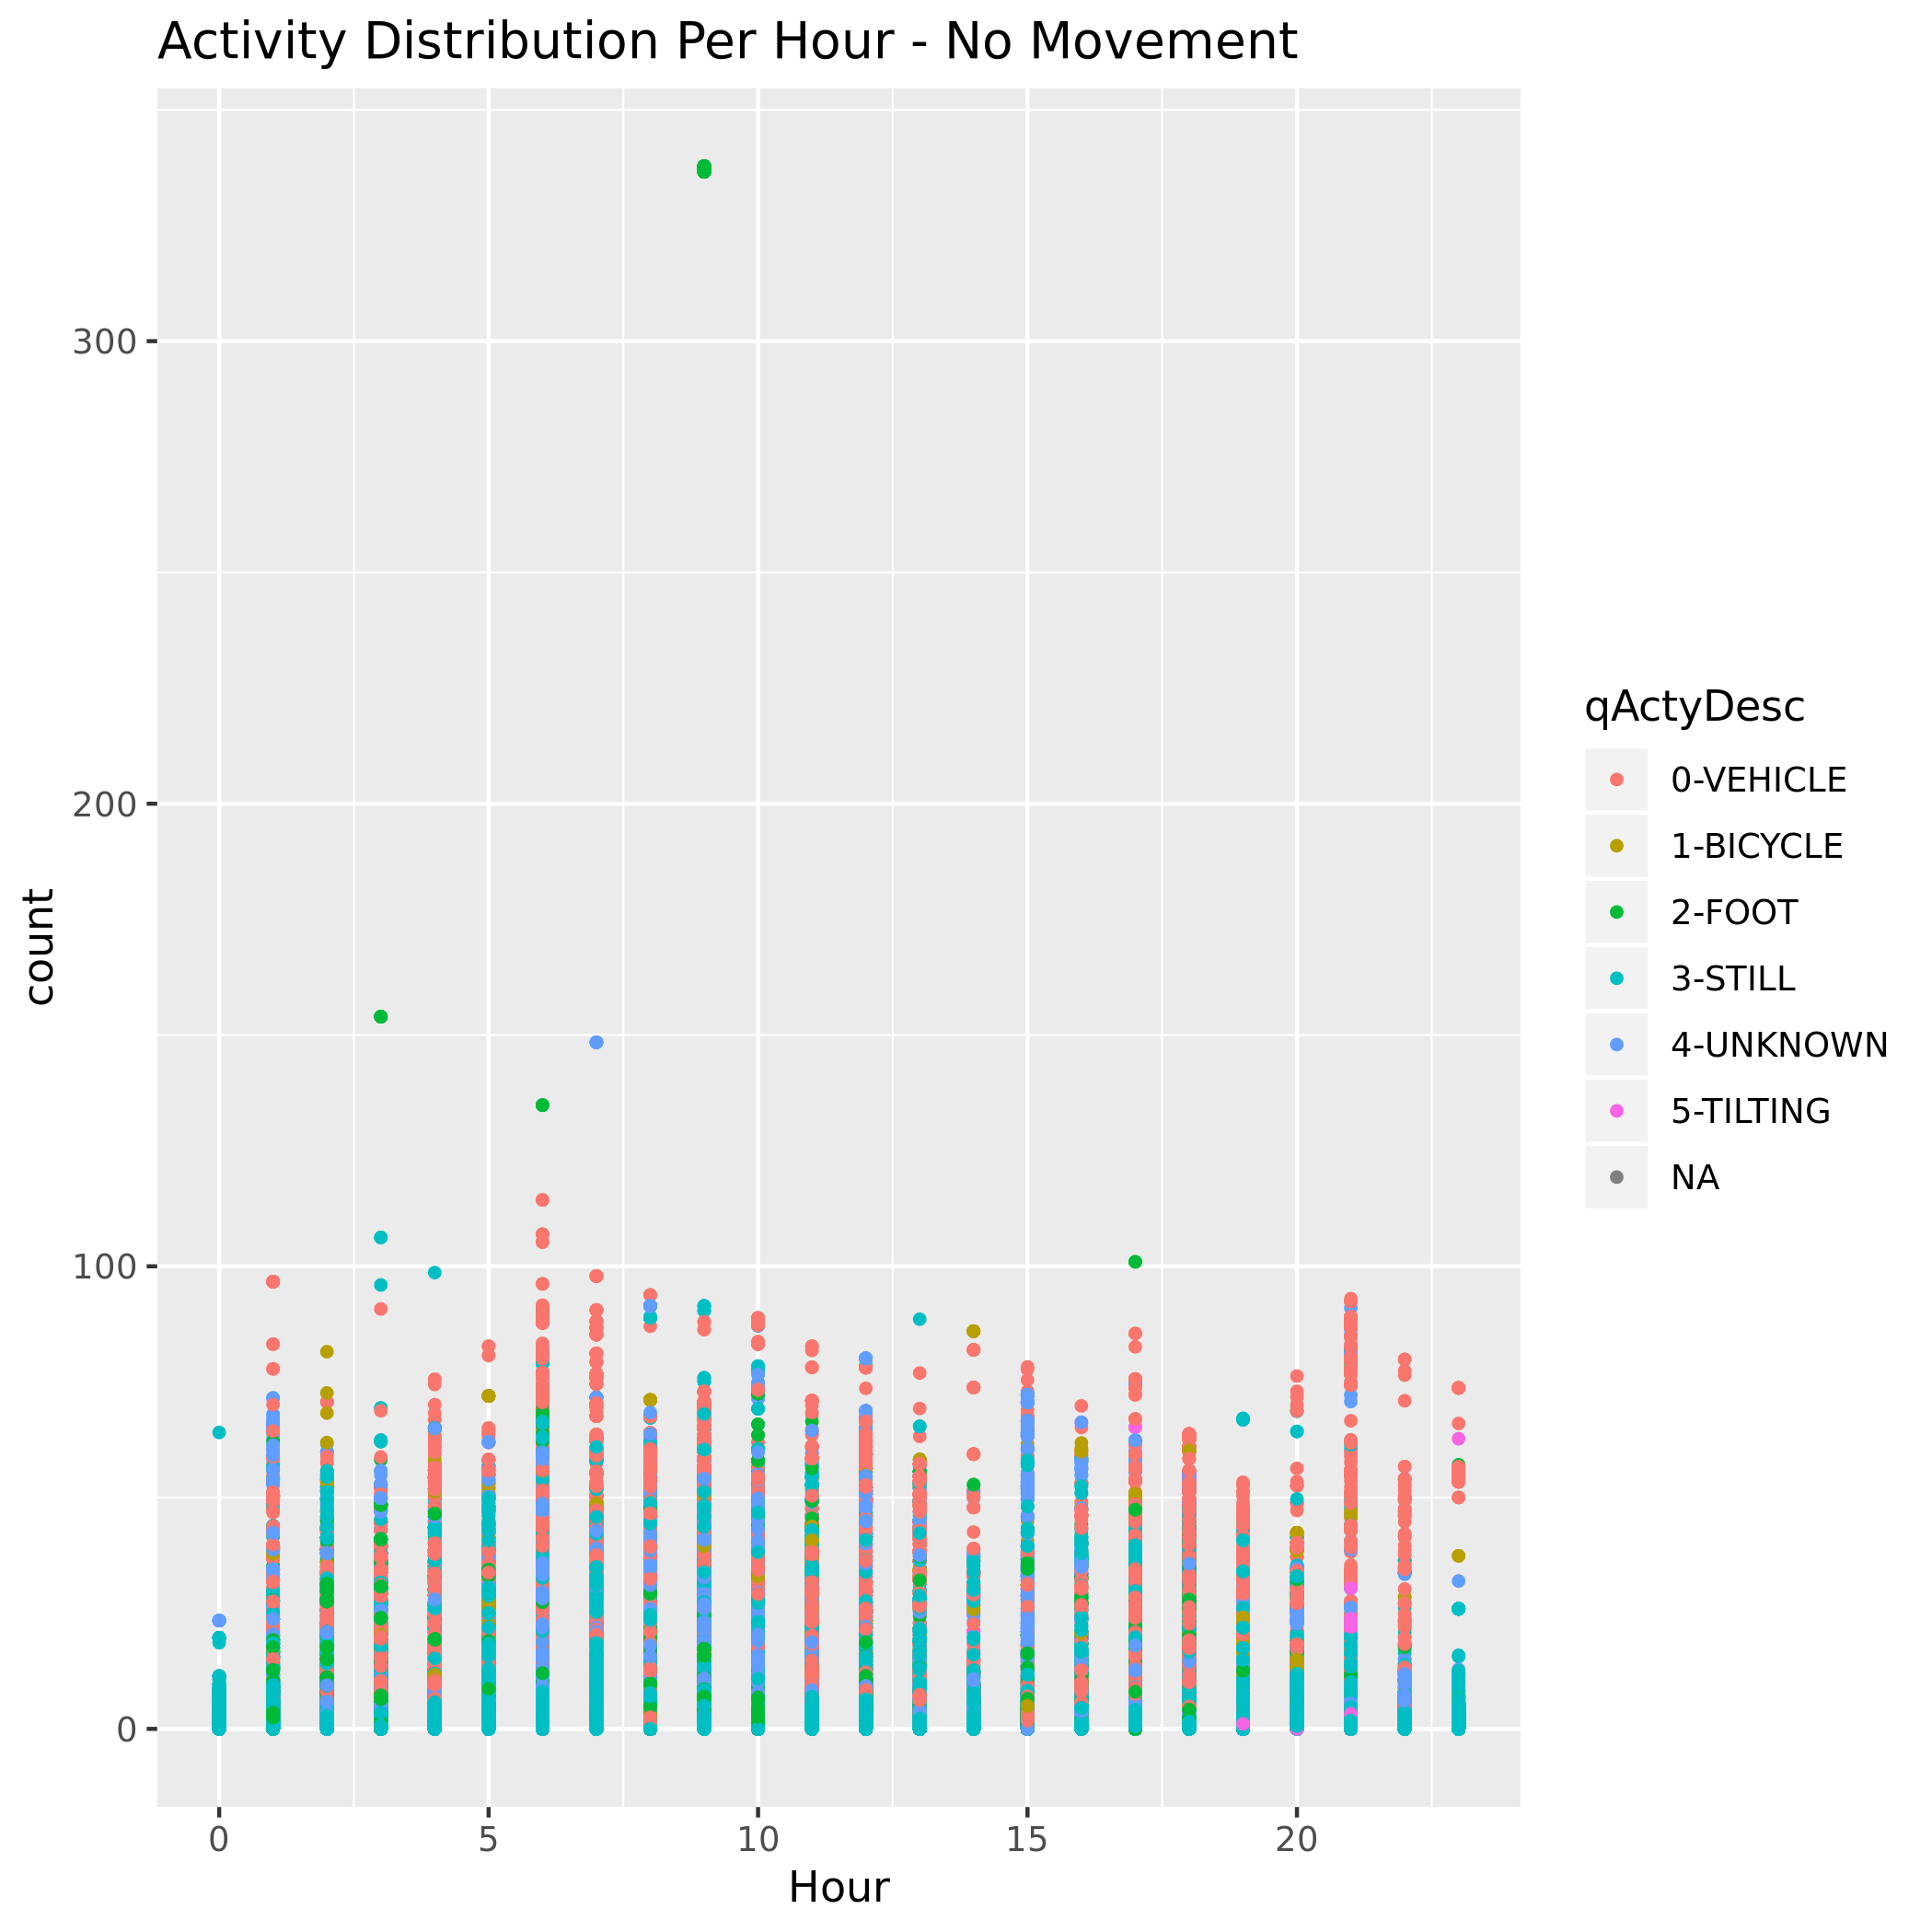 Activity Distribution Per Hour - No Movement
300
200
100
0
count
0 5 10 15 20
Hour
qActyDesc
0-VEHICLE
1-BICYCLE
2-FOOT
3-STILL
4-UNKNOWN
5-TILTING
NA